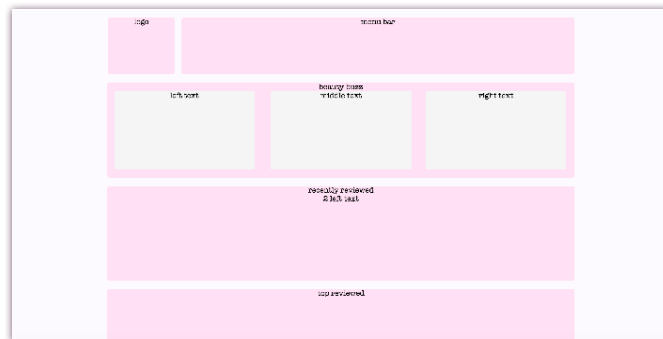 logo
menu bar
beauty buzz
left text
middle text
right text
recently reviewed
2 left text
top reviewed